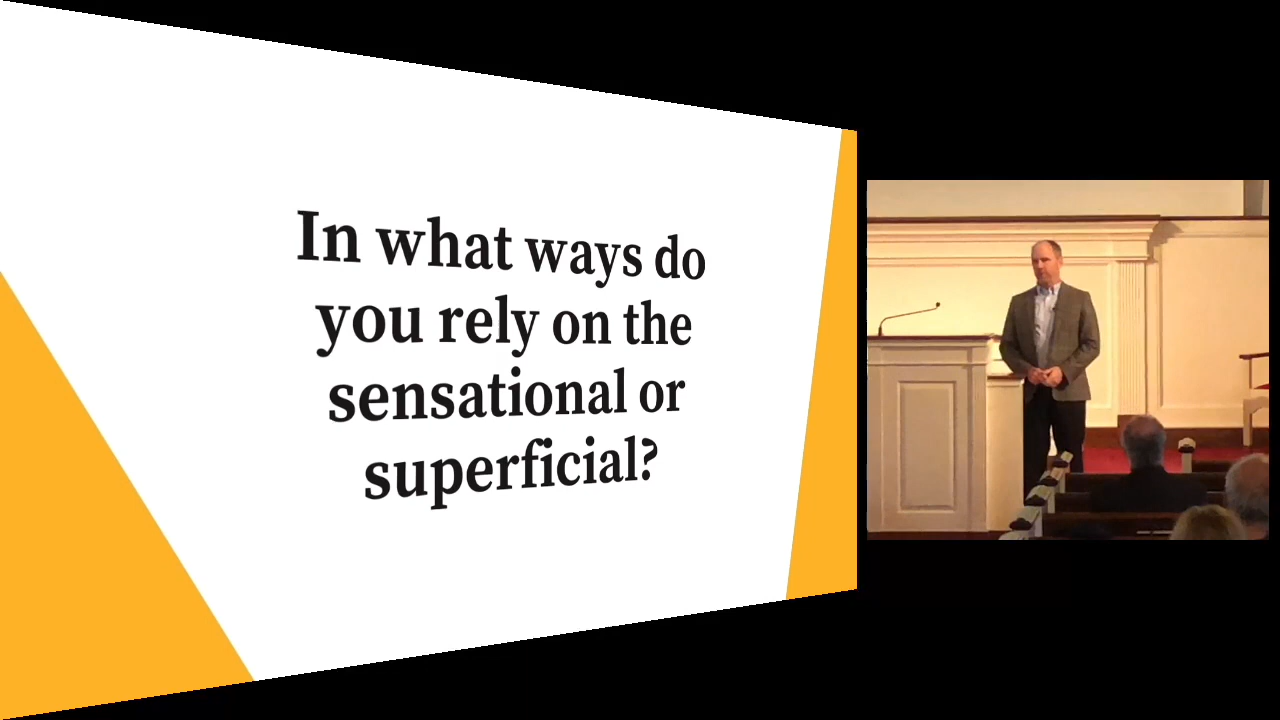 In what ways do
you rely on the
sensational or
superficial?